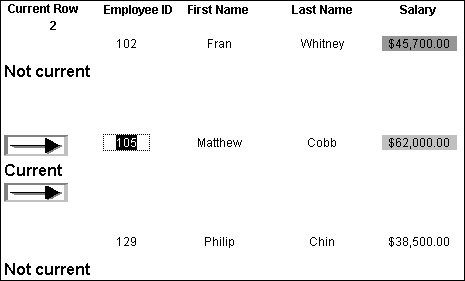 Current Row Employee ID First Name Last Name Salary
2
102 Fran Whitney $45,700.00
Not current
105 Matthew Cobb $62,000.00
Current
129 Philip Chin $38,500.00
Not current